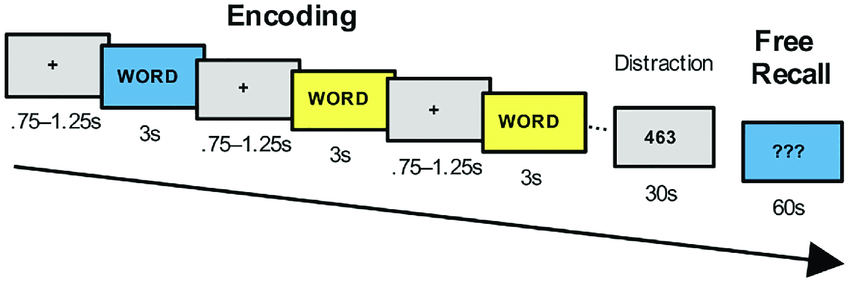 Encoding
+
WORD
+
WORD
+
WORD
...
.75–1.25s
3s
.75–1.25s
3s
.75–1.25s
3s
Distraction
463
30s
Free
Recall
???
60s